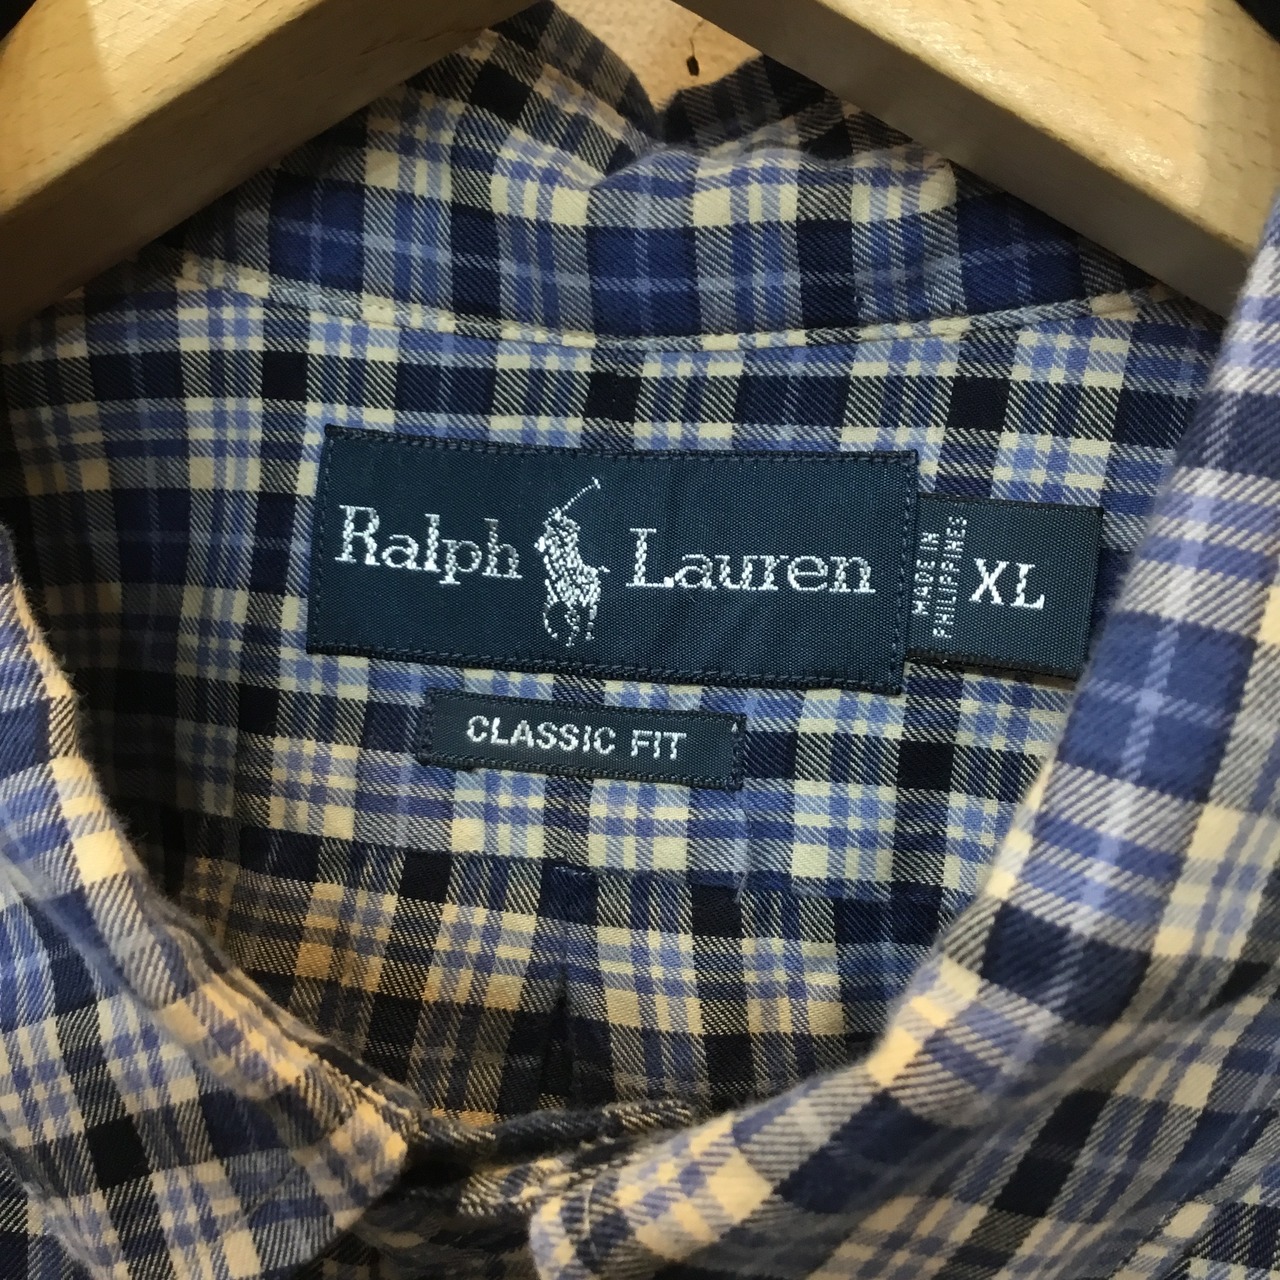 Ralph Lauren
MADE IN
PHILIPPINES
XL
CLASSIC FIT